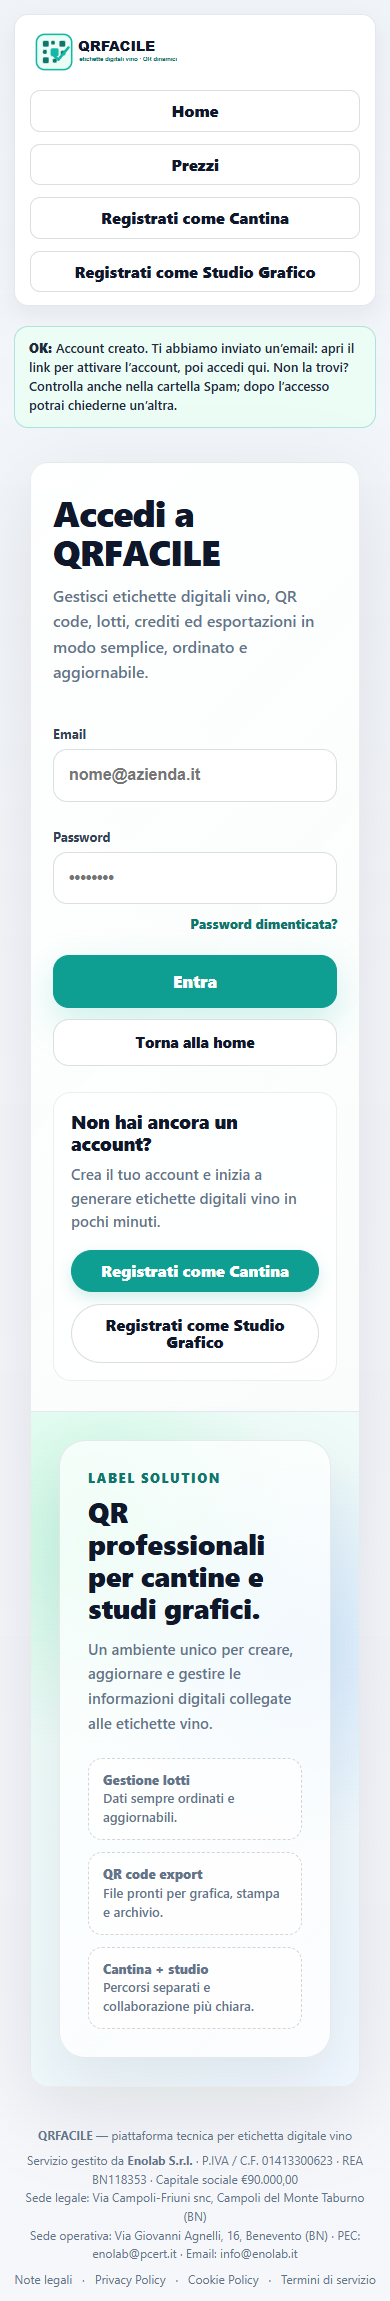 QRFACILE
etichette digitali vino · QR dinamici
Home
Prezzi
Registrati come Cantina
Registrati come Studio Grafico
OK: Account creato. Ti abbiamo inviato un’email: apri il
link per attivare l’account, poi accedi qui. Non la trovi?
Controlla anche nella cartella Spam; dopo l’accesso
potrai chiederne un’altra.
Accedi a
QRFACILE
Gestisci etichette digitali vino, QR
code, lotti, crediti ed esportazioni in
modo semplice, ordinato e
aggiornabile.
Email
nome@azienda.it
Password
••••••••
Password dimenticata?
Entra
Torna alla home
Non hai ancora un
account?
Crea il tuo account e inizia a
generare etichette digitali vino in
pochi minuti.
Registrati come Cantina
Registrati come Studio
Grafico
LABEL SOLUTION
QR
professionali
per cantine e
studi grafici.
Un ambiente unico per creare,
aggiornare e gestire le
informazioni digitali collegate
alle etichette vino.
Gestione lotti
Dati sempre ordinati e
aggiornabili.
QR code export
File pronti per grafica, stampa
e archivio.
Cantina + studio
Percorsi separati e
collaborazione più chiara.
QRFACILE — piattaforma tecnica per etichetta digitale vino
Servizio gestito da Enolab S.r.l. · P.IVA / C.F. 01413300623 · REA
BN118353 · Capitale sociale €90.000,00
Sede legale: Via Campoli-Friuni snc, Campoli del Monte Taburno
(BN)
Sede operativa: Via Giovanni Agnelli, 16, Benevento (BN) · PEC:
enolab@pcert.it · Email: info@enolab.it
Note legali · Privacy Policy · Cookie Policy · Termini di servizio